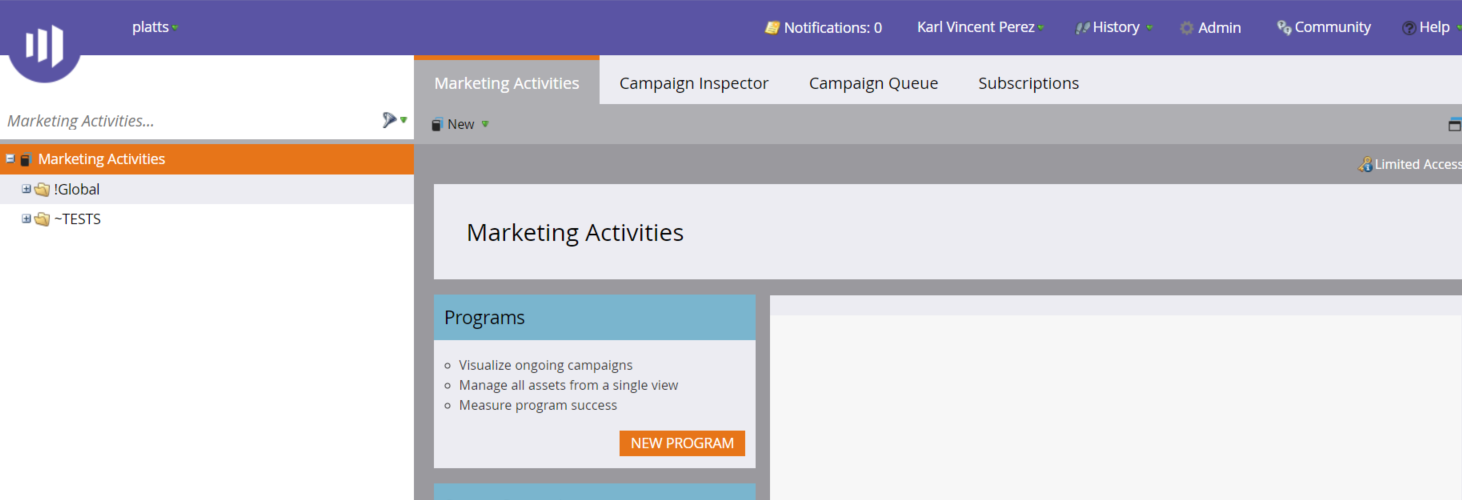 platts
Notifications: 0
Karl Vincent Perez
History
Admin
Community
Help
Marketing Activities
Campaign Inspector
Campaign Queue
Subscriptions
Marketing Activities...
New
Marketing Activities
Limited Access
!Global
~TESTS
Marketing Activities
Programs
Visualize ongoing campaigns
Manage all assets from a single view
Measure program success
NEW PROGRAM